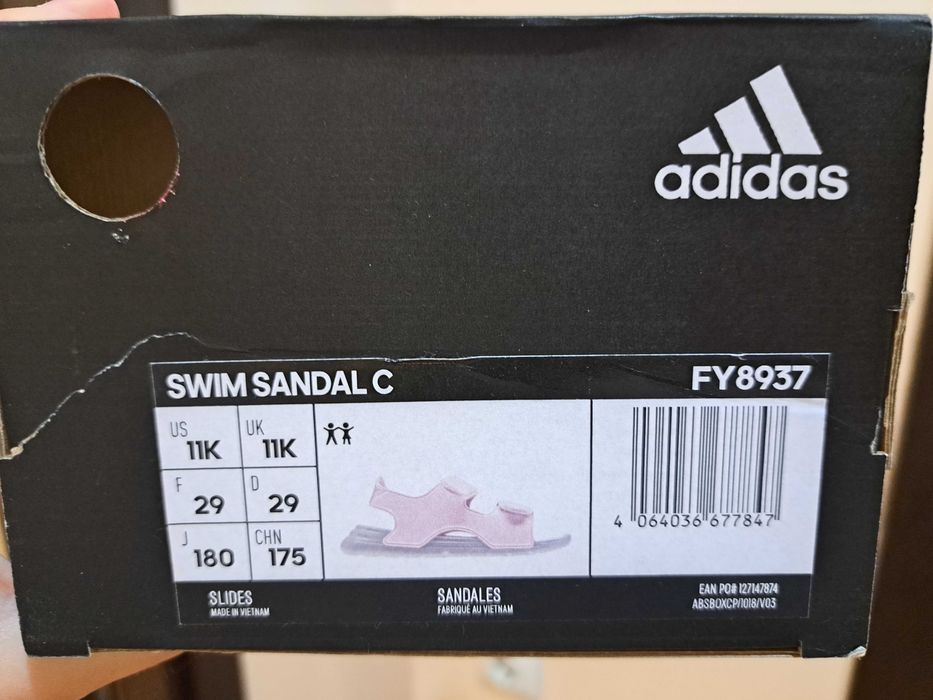 adidas
SWIM SANDAL C
FY8937
US
11K
UK
11K
F
29
D
29
J
180
CHN
175
4 064036 677847
SLIDES
MADE IN VIETNAM
SANDALES
FABRIQUÉ AU VIETNAM
EAN PO# 127147874
ABSBOXCP/1018/V03